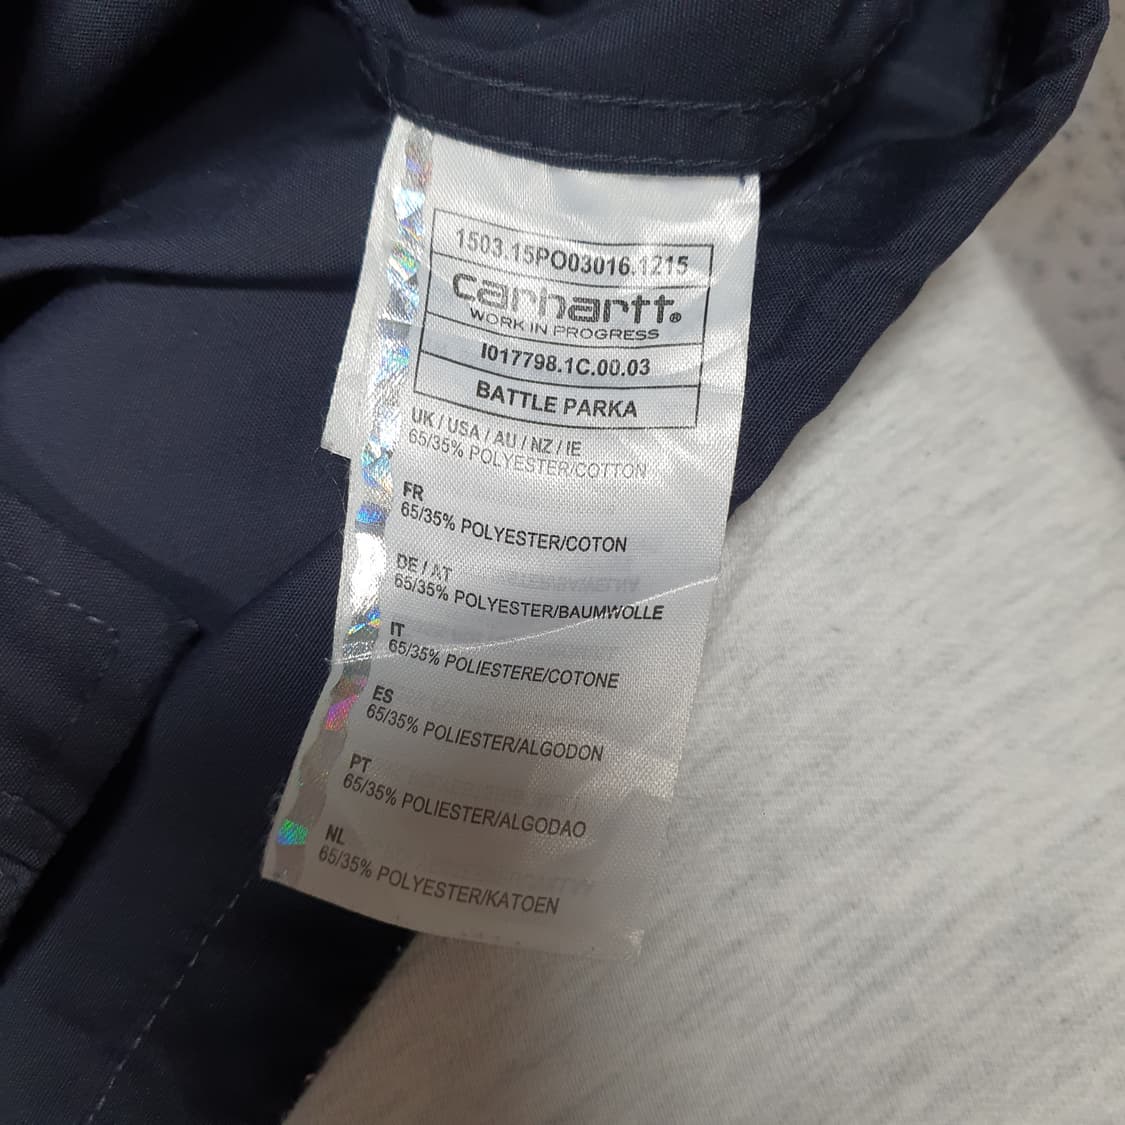 1503.15PO03016.1215
carhartt®
WORK IN PROGRESS
I017798.1C.00.03
BATTLE PARKA
UK / USA / AU / NZ / IE
65/35% POLYESTER/COTTON
FR
65/35% POLYESTER/COTON
DE / AT
65/35% POLYESTER/BAUMWOLLE
IT
65/35% POLIESTERE/COTONE
ES
65/35% POLIESTER/ALGODON
PT
65/35% POLIESTER/ALGODAO
NL
65/35% POLYESTER/KATOEN